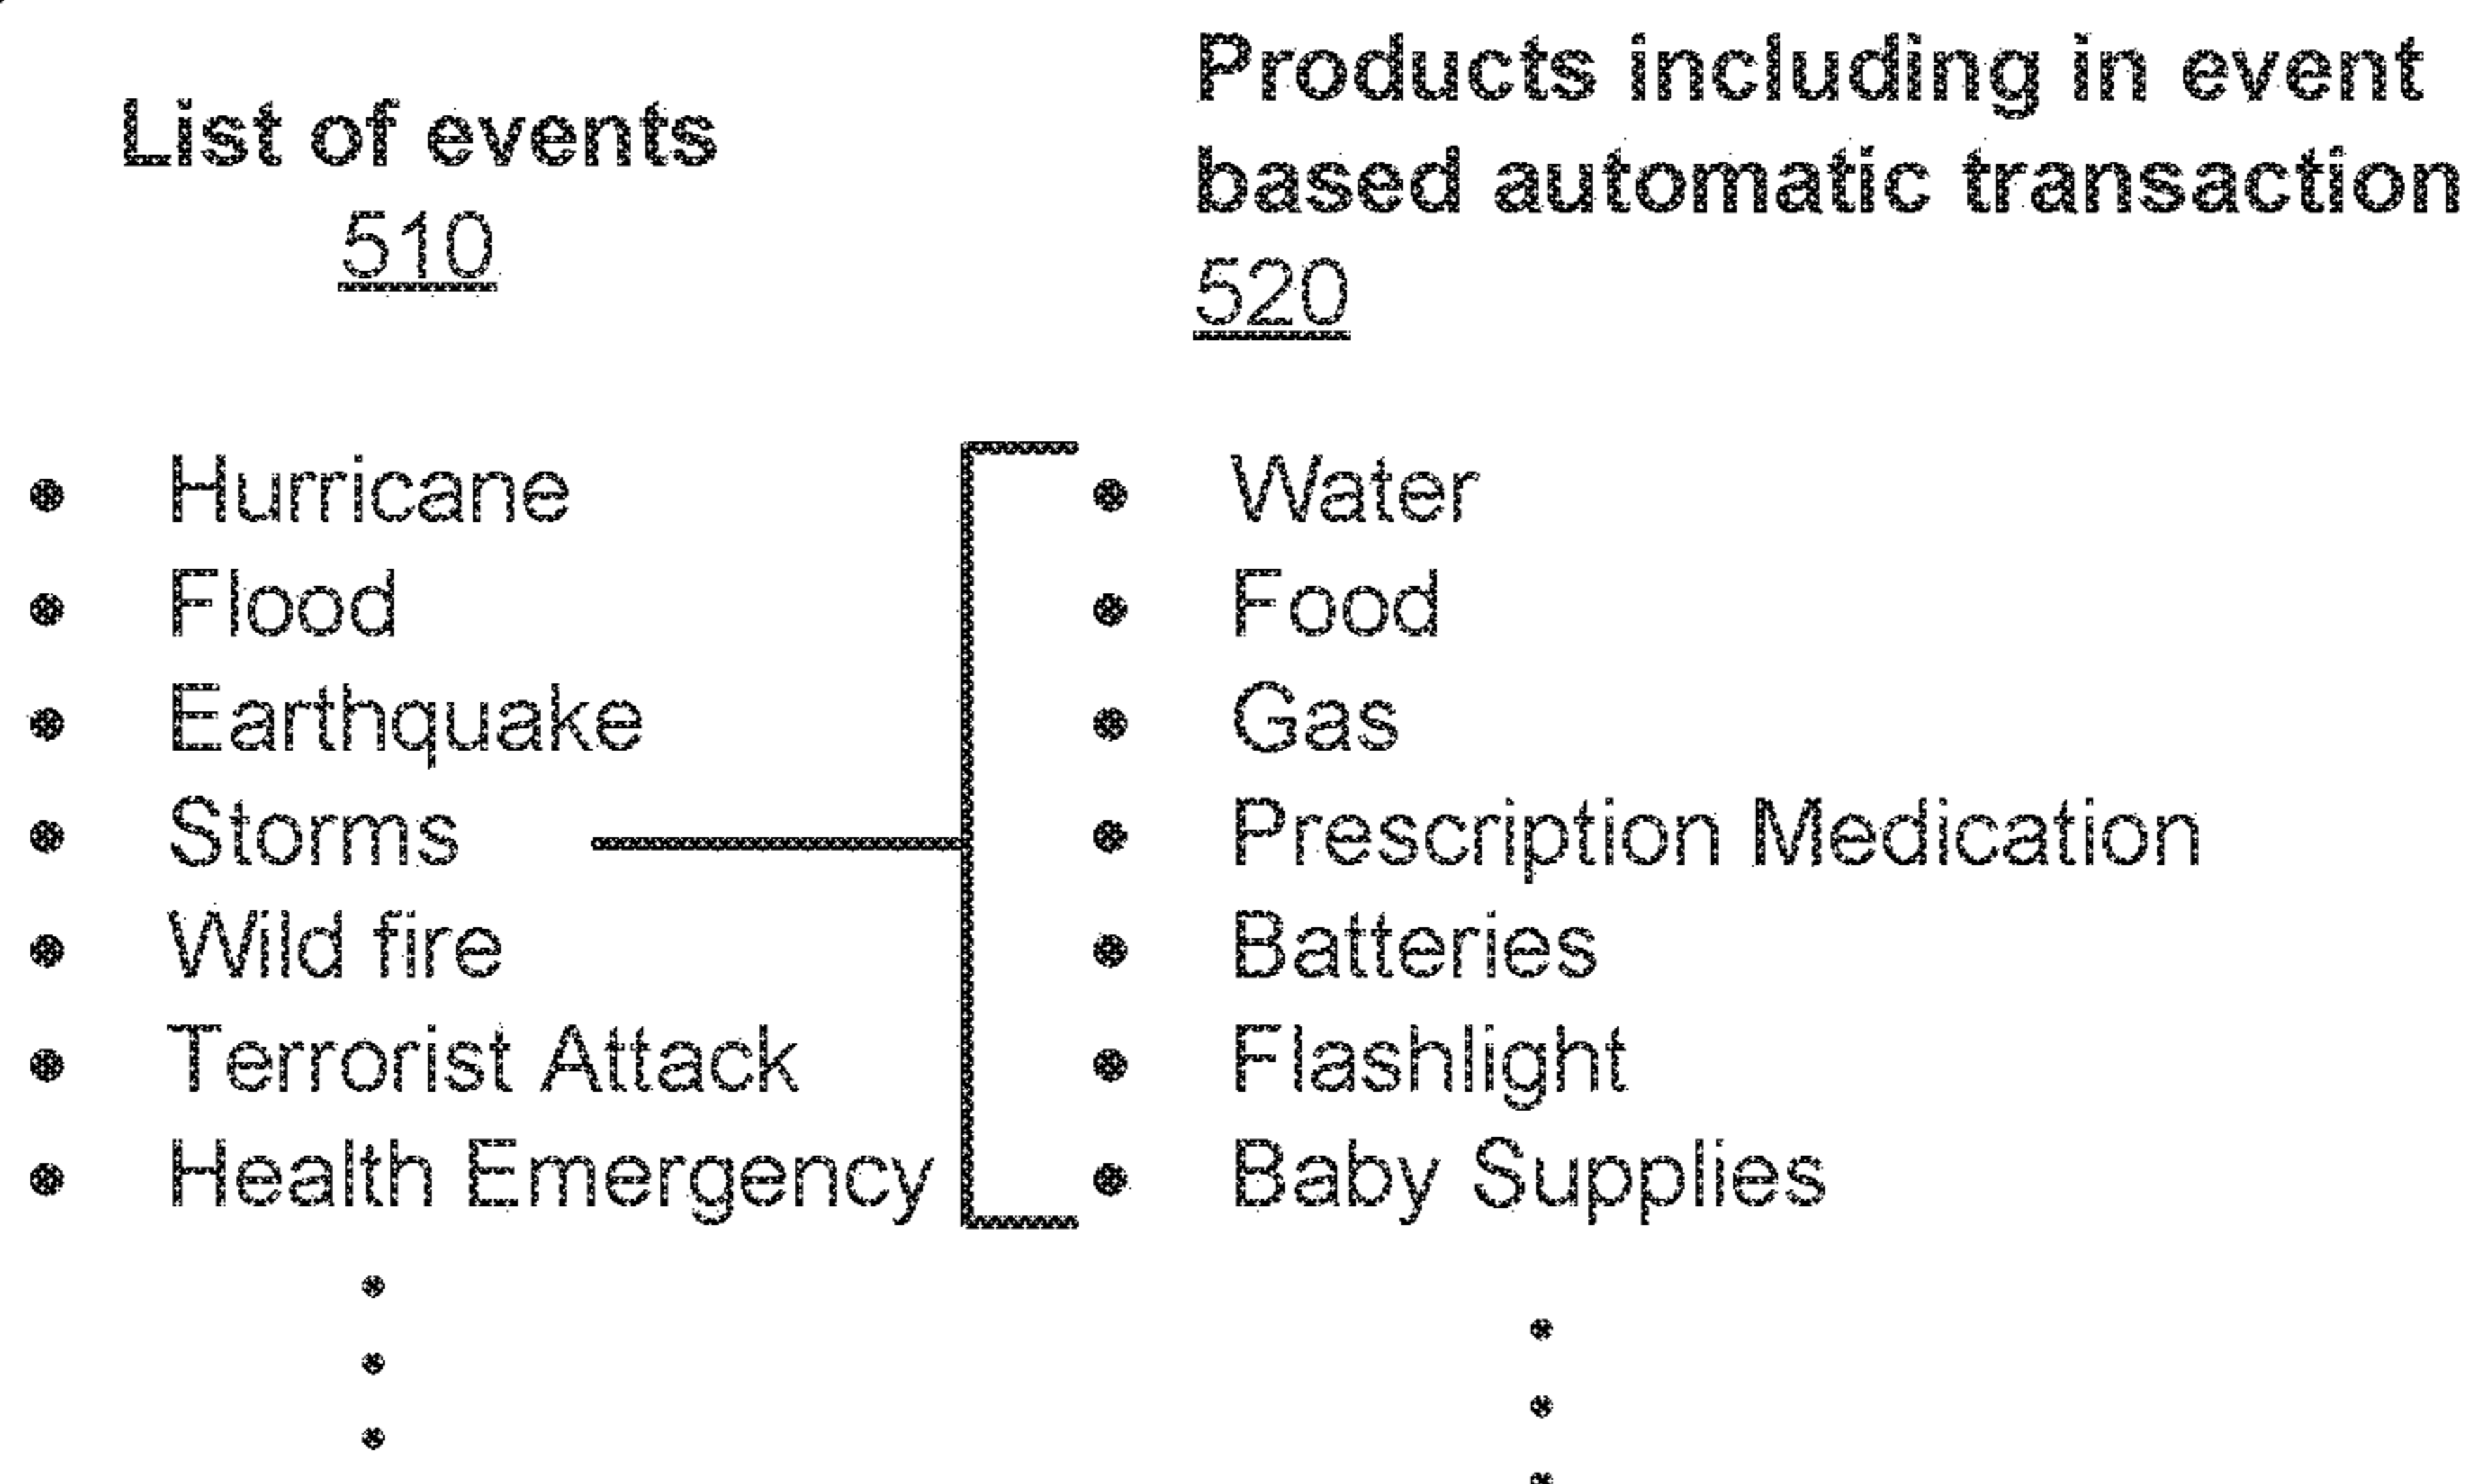 List of events
510
Hurricane
Flood
Earthquake
Storms
Wild fire
Terrorist Attack
Health Emergency
Products including in event
based automatic transaction
520
Water
Food
Gas
Prescription Medication
Batteries
Flashlight
Baby Supplies